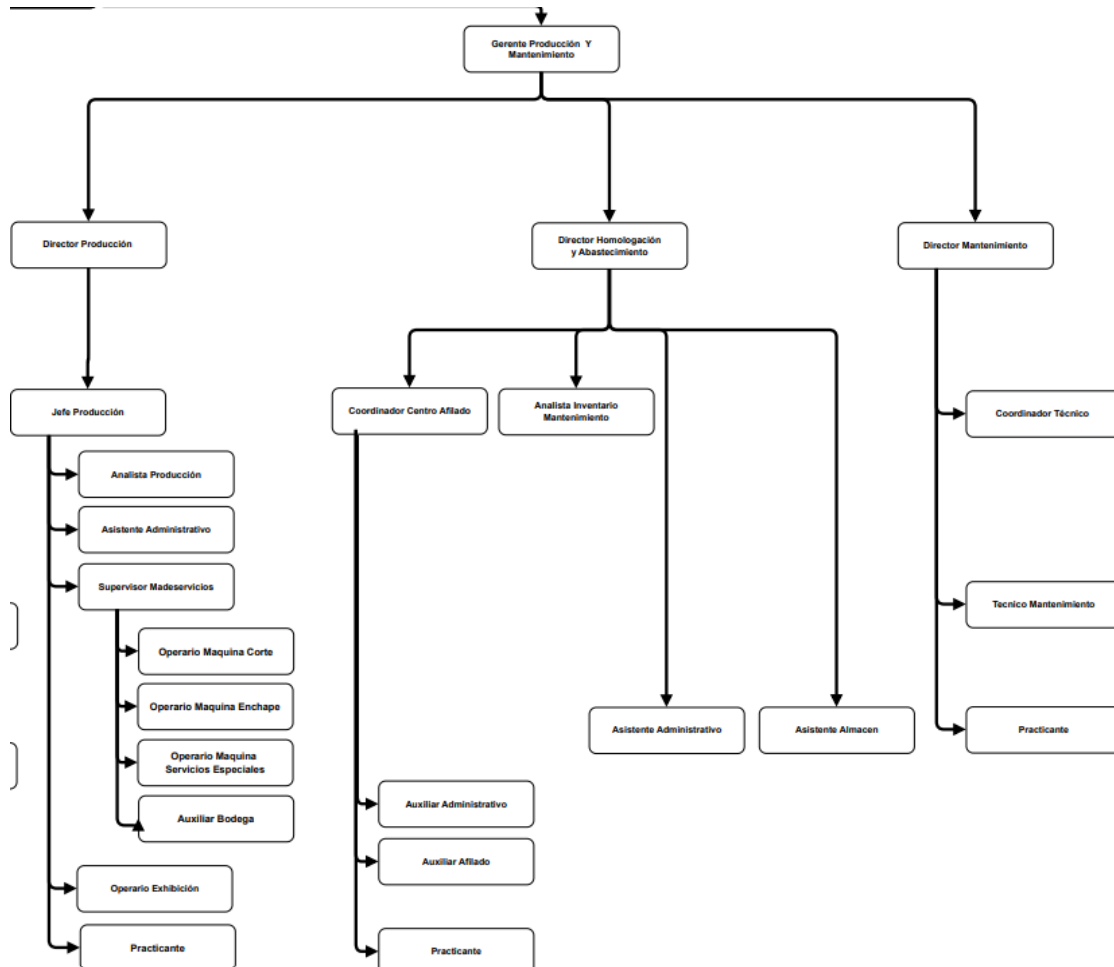 Gerente Producción Y
Mantenimiento
Director Producción
Director Homologación
y Abastecimiento
Director Mantenimiento
Jefe Producción
Coordinador Centro Afilado
Analista Inventario
Mantenimiento
Coordinador Técnico
Analista Producción
Asistente Administrativo
Supervisor Madeservicios
Tecnico Mantenimiento
Operario Maquina Corte
Operario Maquina Enchape
Asistente Administrativo
Asistente Almacen
Practicante
Operario Maquina
Servicios Especiales
Auxiliar Administrativo
Auxiliar Bodega
Auxiliar Afilado
Operario Exhibición
Practicante
Practicante